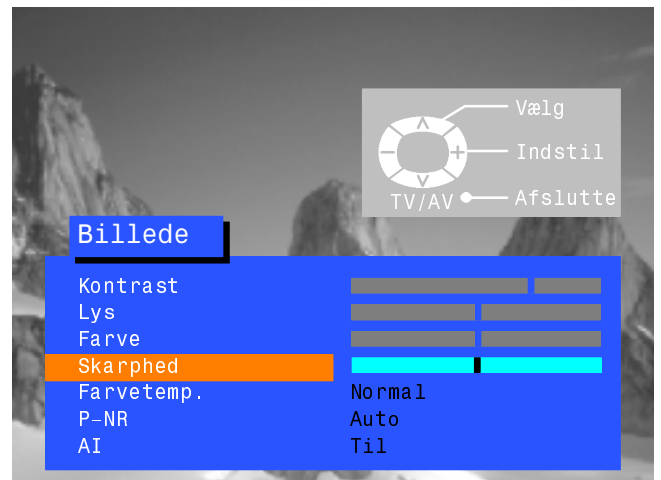 Vælg
Indstil
TV/AV Afslutte
Billede
Kontrast
Lys
Farve
Skarphed
Farvetemp. Normal
P-NR Auto
AI Til